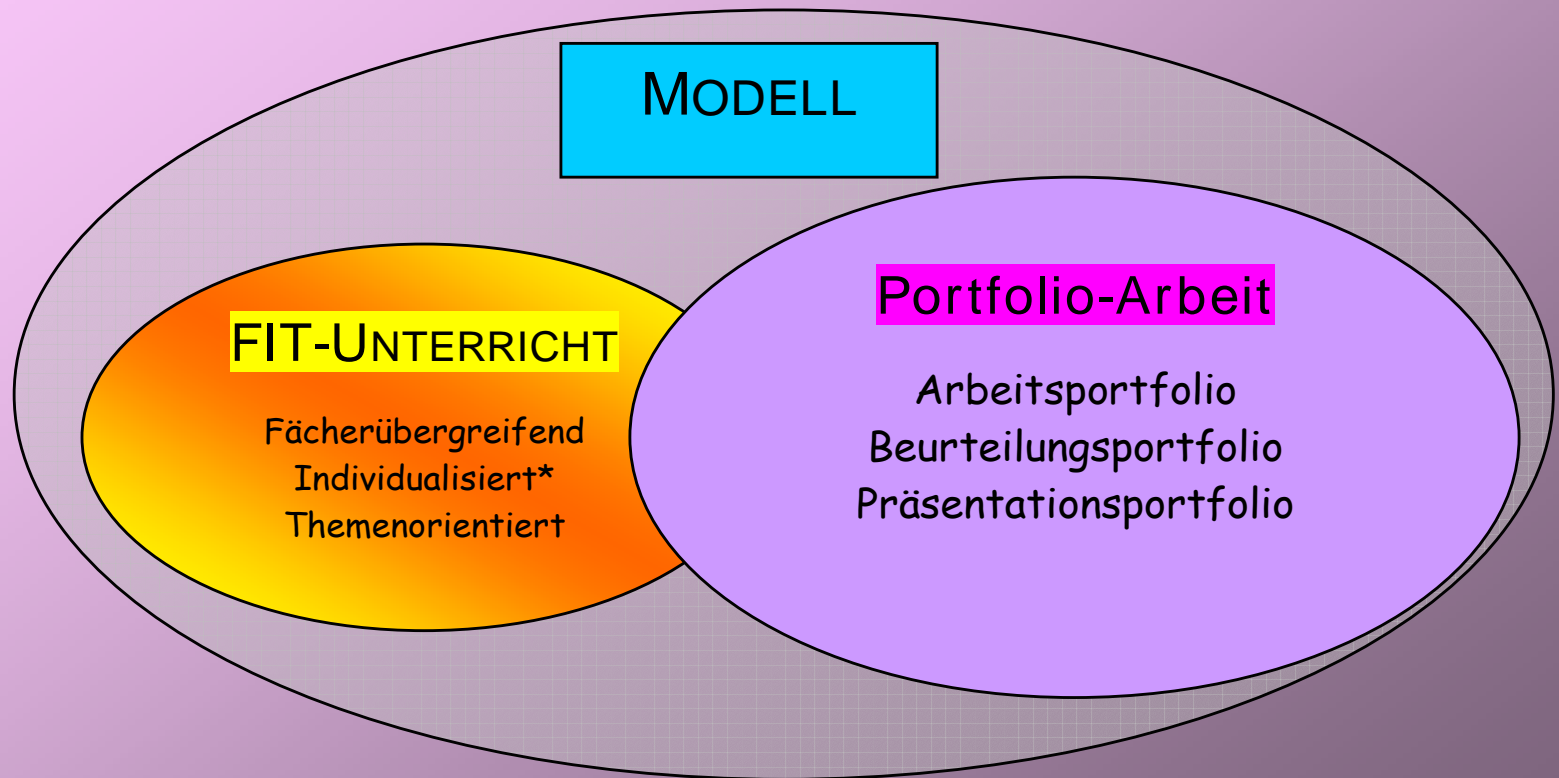 MODELL
FIT-UNTERRICHT
Fächerübergreifend
Individualisiert*
Themenorientiert
Portfolio-Arbeit
Arbeitsportfolio
Beurteilungsportfolio
Präsentationsportfolio